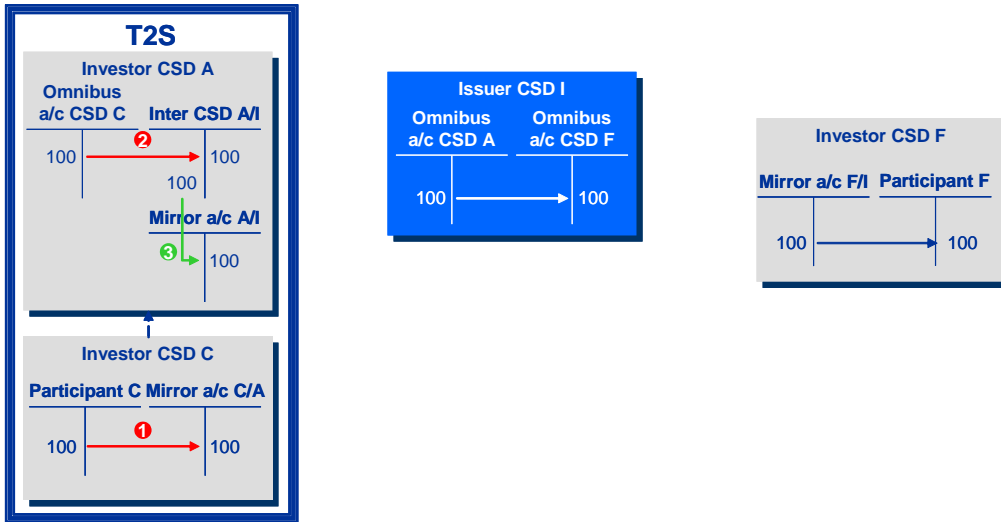 T2S
Investor CSD A
Omnibus
a/c CSD C Inter CSD A/I
100 2 100
100
Mirror a/c A/I
3 100
Investor CSD C
Participant C Mirror a/c C/A
100 1 100
Issuer CSD I
Omnibus Omnibus
a/c CSD A a/c CSD F
100 100
Investor CSD F
Mirror a/c F/I Participant F
100 100